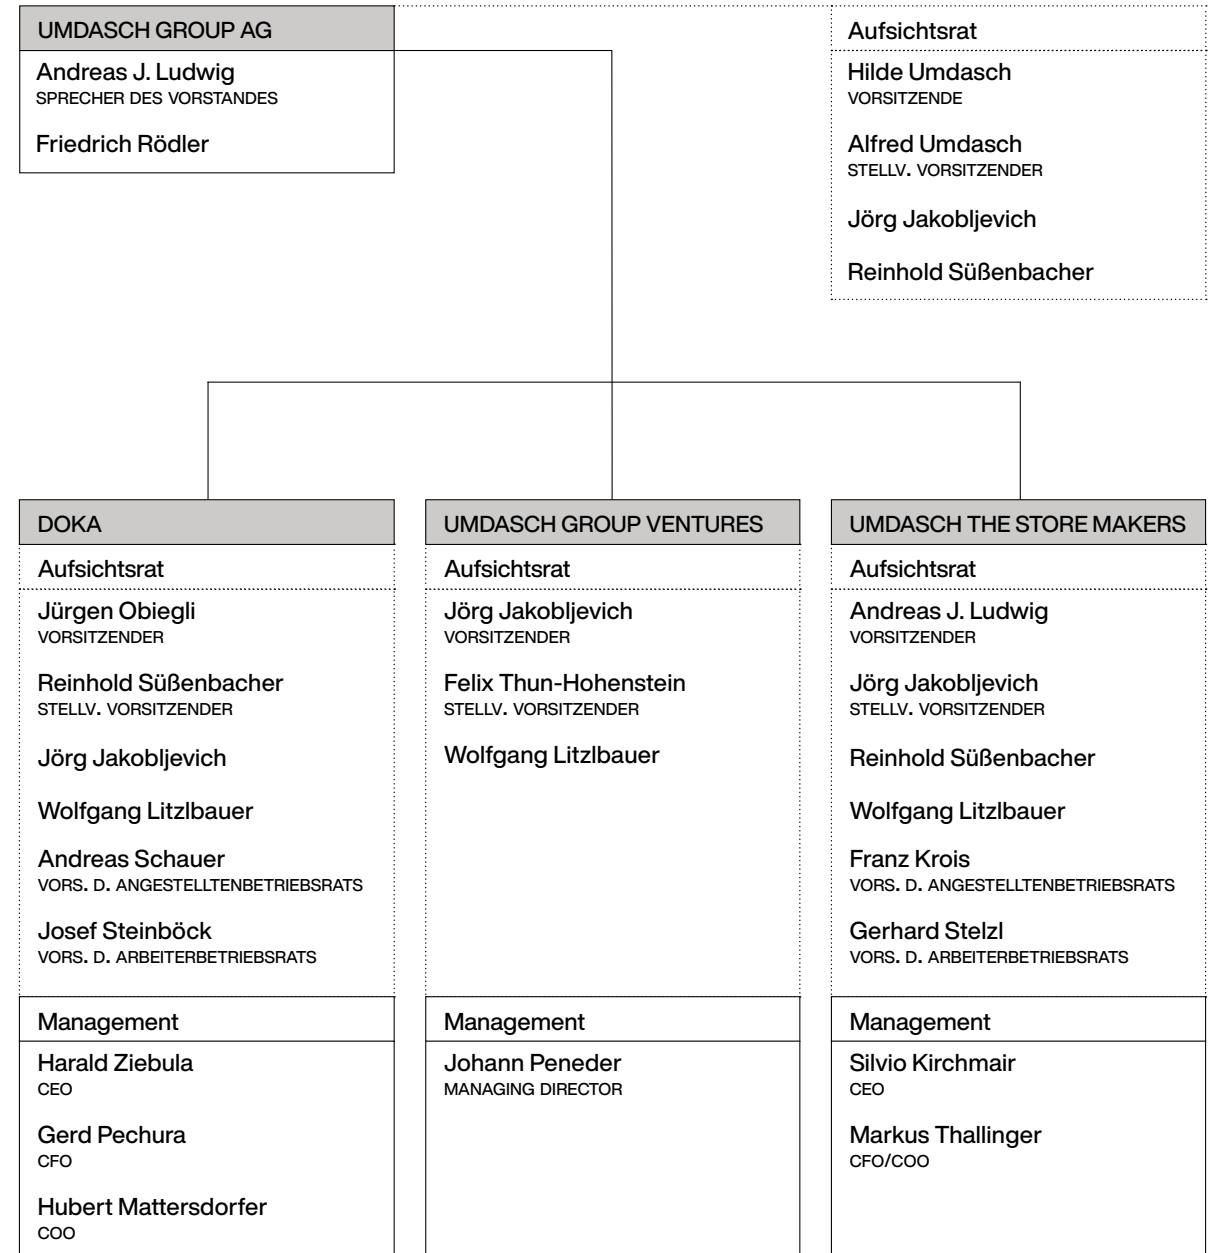 UMDASCH GROUP AG
Andreas J. Ludwig
SPRECHER DES VORSTANDES
Friedrich Rödler
Aufsichtsrat
Hilde Umdasch
VORSITZENDE
Alfred Umdasch
STELLV. VORSITZENDER
Jörg Jakobljevich
Reinhold Süßenbacher
DOKA
Aufsichtsrat
Jürgen Obiegli
VORSITZENDER
Reinhold Süßenbacher
STELLV. VORSITZENDER
Jörg Jakobljevich
Wolfgang Litzlbauer
Andreas Schauer
VORS. D. ANGESTELLTENBETRIEBSRATS
Josef Steinböck
VORS. D. ARBEITERBETRIEBSRATS
Management
Harald Ziebula
CEO
Gerd Pechura
CFO
Hubert Mattersdorfer
COO
UMDASCH GROUP VENTURES
Aufsichtsrat
Jörg Jakobljevich
VORSITZENDER
Felix Thun-Hohenstein
STELLV. VORSITZENDER
Wolfgang Litzlbauer
Management
Johann Peneder
MANAGING DIRECTOR
UMDASCH THE STORE MAKERS
Aufsichtsrat
Andreas J. Ludwig
VORSITZENDER
Jörg Jakobljevich
STELLV. VORSITZENDER
Reinhold Süßenbacher
Wolfgang Litzlbauer
Franz Krois
VORS. D. ANGESTELLTENBETRIEBSRATS
Gerhard Stelzl
VORS. D. ARBEITERBETRIEBSRATS
Management
Silvio Kirchmair
CEO
Markus Thallinger
CFO/COO